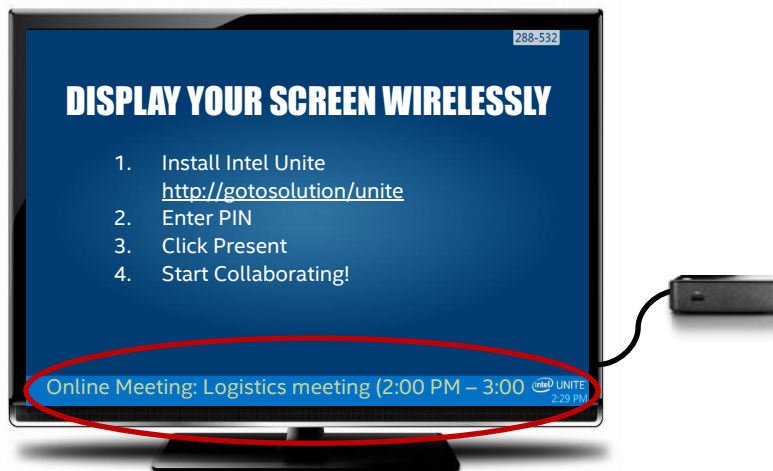 288-532
DISPLAY YOUR SCREEN WIRELESSLY
1. Install Intel Unite
http://gotosolution/unite
2. Enter PIN
3. Click Present
4. Start Collaborating!
Online Meeting: Logistics meeting (2:00 PM – 3:00
intel UNITE
2:29 PM